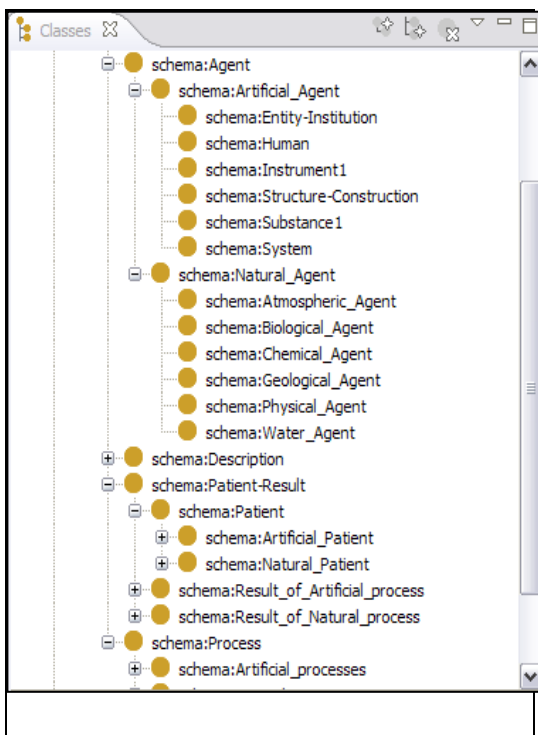 Classes
schema:Agent
schema:Artificial_Agent
schema:Entity-Institution
schema:Human
schema:Instrument1
schema:Structure-Construction
schema:Substance1
schema:System
schema:Natural_Agent
schema:Atmospheric_Agent
schema:Biological_Agent
schema:Chemical_Agent
schema:Geological_Agent
schema:Physical_Agent
schema:Water_Agent
schema:Description
schema:Patient-Result
schema:Patient
schema:Artificial_Patient
schema:Natural_Patient
schema:Result_of_Artificial_process
schema:Result_of_Natural_process
schema:Process
schema:Artificial_processes